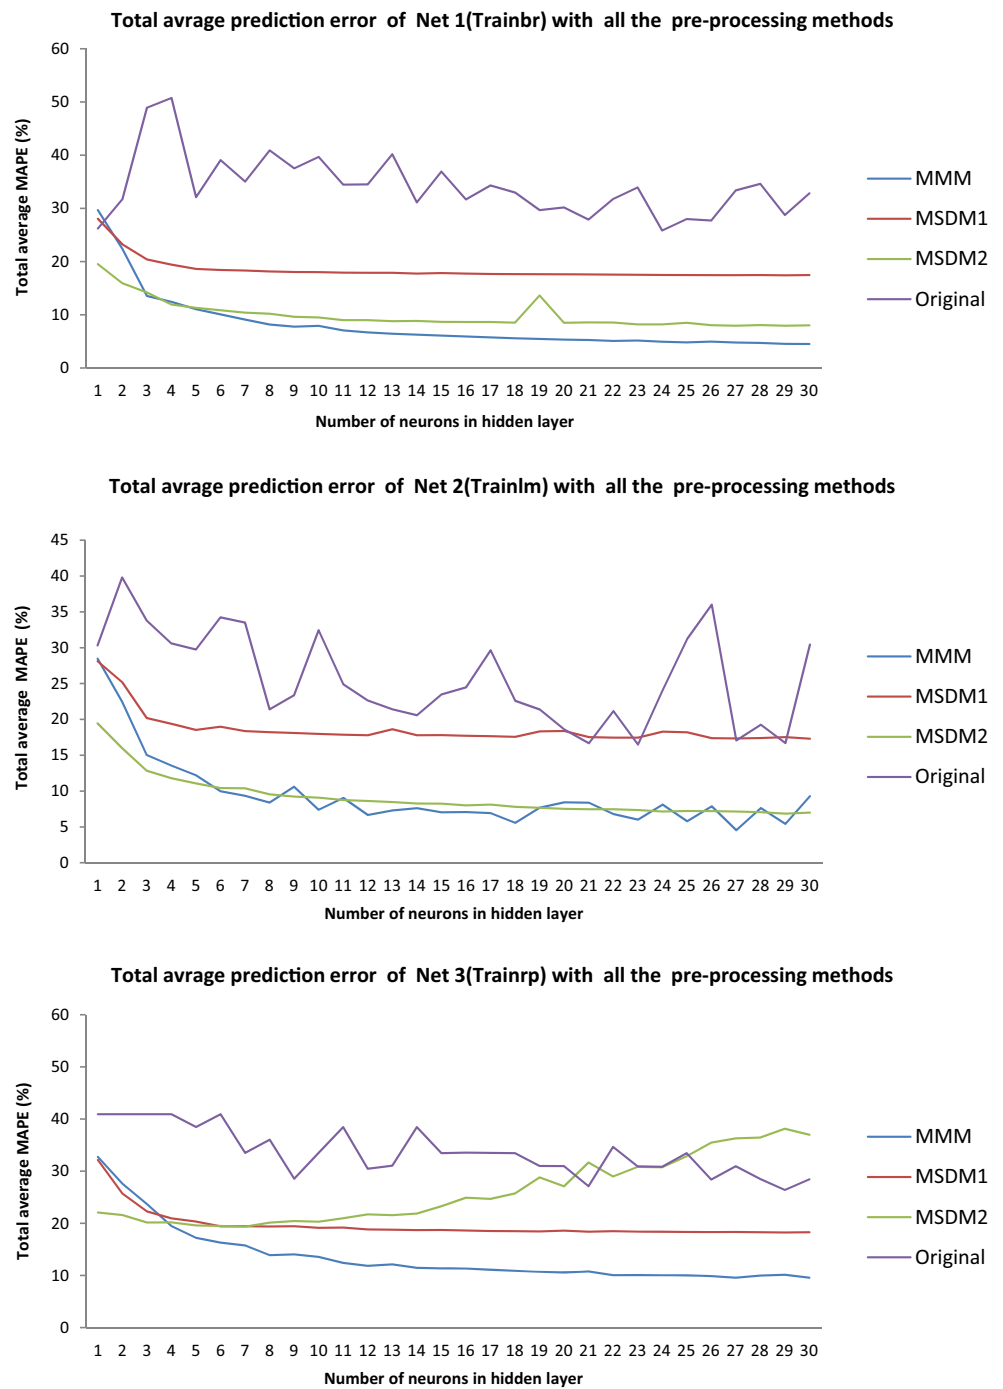 Total avrage prediction error of Net 1(Trainbr) with all the pre-processing methods
Total average MAPE (%)
60
50
40
30
20
10
0
1 2 3 4 5 6 7 8 9 10 11 12 13 14 15 16 17 18 19 20 21 22 23 24 25 26 27 28 29 30
Number of neurons in hidden layer
MMM
MSDM1
MSDM2
Original
Total avrage prediction error of Net 2(Trainlm) with all the pre-processing methods
Total average MAPE (%)
45
40
35
30
25
20
15
10
5
0
1 2 3 4 5 6 7 8 9 10 11 12 13 14 15 16 17 18 19 20 21 22 23 24 25 26 27 28 29 30
Number of neurons in hidden layer
MMM
MSDM1
MSDM2
Original
Total avrage prediction error of Net 3(Trainrp) with all the pre-processing methods
Total average MAPE (%)
60
50
40
30
20
10
0
1 2 3 4 5 6 7 8 9 10 11 12 13 14 15 16 17 18 19 20 21 22 23 24 25 26 27 28 29 30
Number of neurons in hidden layer
MMM
MSDM1
MSDM2
Original